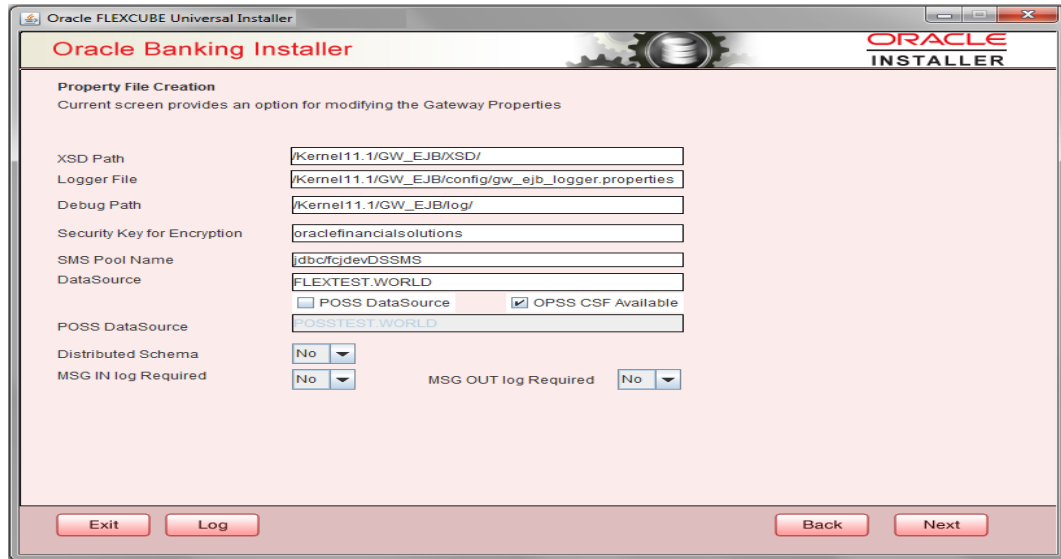 Oracle FLEXCUBE Universal Installer
Oracle Banking Installer
ORACLE
INSTALLER
Property File Creation
Current screen provides an option for modifying the Gateway Properties
XSD Path /Kernel11.1/GW_EJB/XSD/
Logger File /Kernel11.1/GW_EJB/config/gw_ejb_logger.properties
Debug Path /Kernel11.1/GW_EJB/log/
Security Key for Encryption oraclefinancialsolutions
SMS Pool Name jdbc/fcjdevDSSMS
DataSource FLEXTEST.WORLD
POSS DataSource OPSS CSF Available
POSS DataSource POSSTEST.WORLD
Distributed Schema No
MSG IN log Required No MSG OUT log Required No
Exit Log Back Next